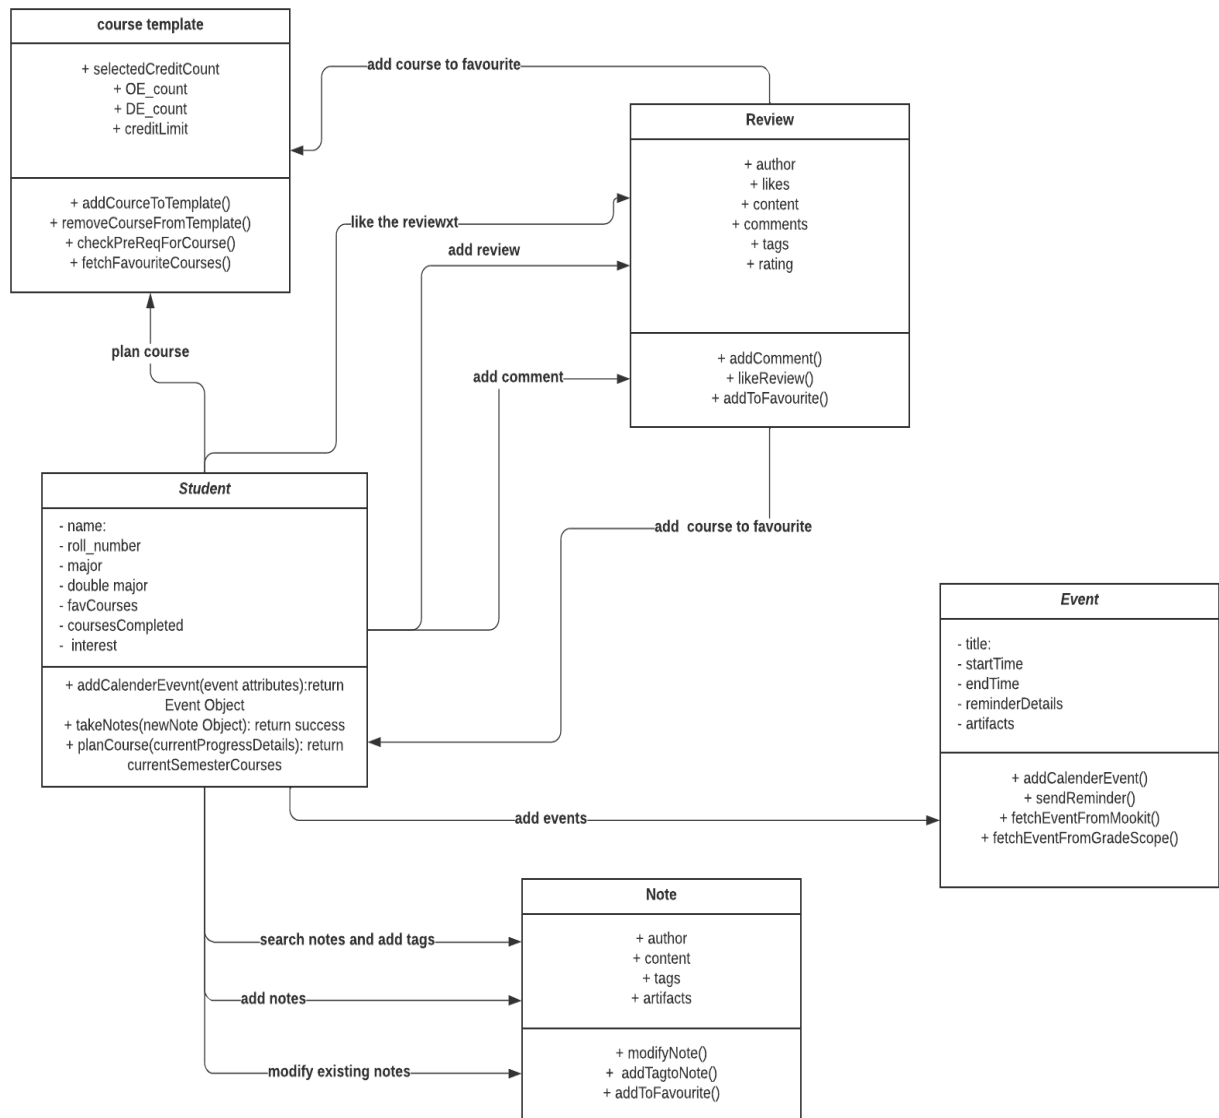 course template
+ selectedCreditCount
+ OE_count
+ DE_count
+ creditLimit
+ addCourceToTemplate()
+ removeCourseFromTemplate()
+ checkPreReqForCourse()
+ fetchFavouriteCourses()
add course to favourite
Review
+ author
+ likes
+ content
+ comments
+ tags
+ rating
+ addComment()
+ likeReview()
+ addToFavourite()
like the reviewxt
add review
add comment
plan course
add  course to favourite
Student
- name:
- roll_number
- major
- double major
- favCourses
- coursesCompleted
-  interest
+ addCalenderEvevnt(event attributes):return
Event Object
+ takeNotes(newNote Object): return success
+ planCourse(currentProgressDetails): return
currentSemesterCourses
Event
- title:
- startTime
- endTime
- reminderDetails
- artifacts
+ addCalenderEvent()
+ sendReminder()
+ fetchEventFromMookit()
+ fetchEventFromGradeScope()
add events
search notes and add tags
add notes
modify existing notes
Note
+ author
+ content
+ tags
+ artifacts
+ modifyNote()
+  addTagtoNote()
+ addToFavourite()